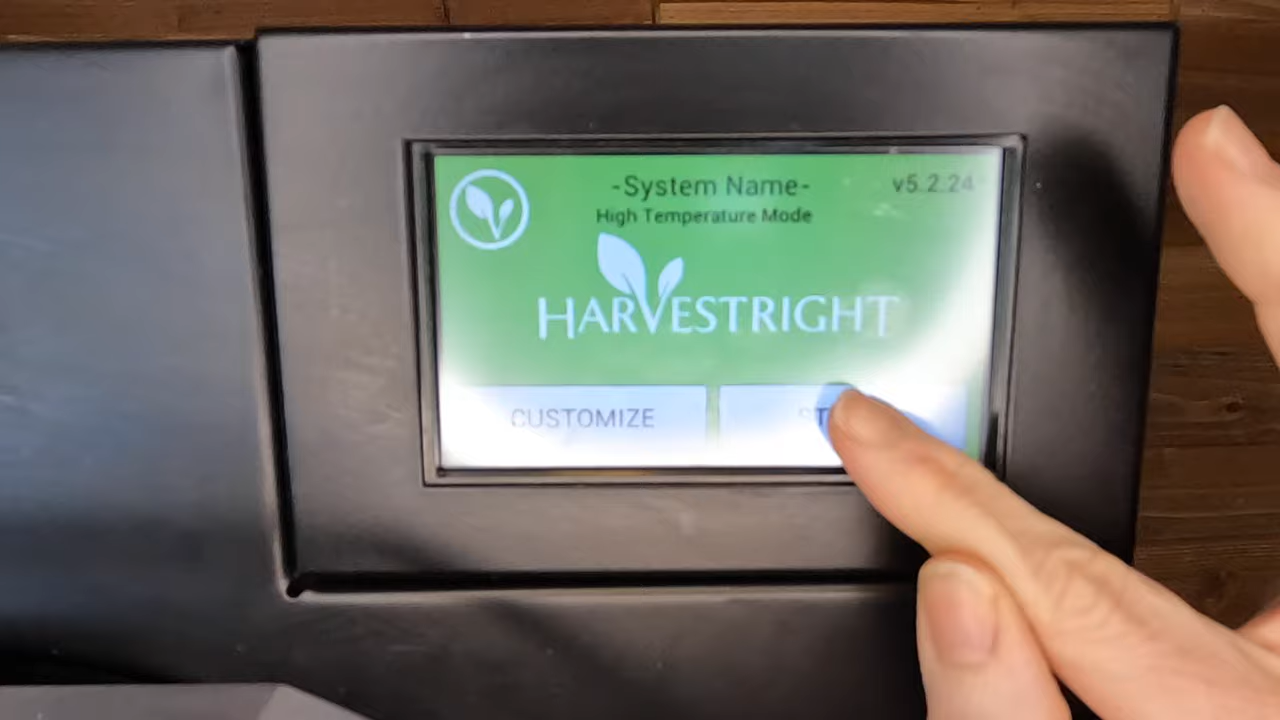 -System Name-
v5.2.24
High Temperature Mode
HARVESTRIGHT
CUSTOMIZE